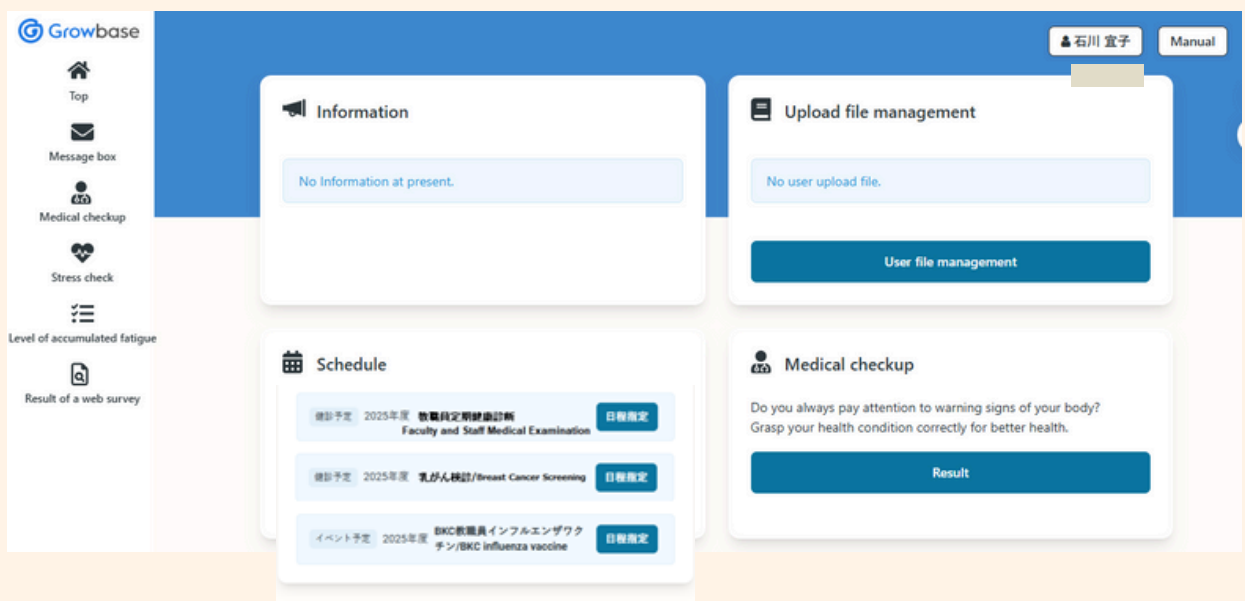 Growbase
石川 宜子
Manual
Top
Message box
Medical checkup
Stress check
Level of accumulated fatigue
Result of a web survey
Information
No Information at present.
Upload file management
No user upload file.
User file management
Schedule
健診予定 2025年度 教職員定期健康診断 日程指定
Faculty and Staff Medical Examination
健診予定 2025年度 乳がん検診/Breast Cancer Screening 日程指定
イベント予定 2025年度 BKC教職員インフルエンザワク 日程指定
チン/BKC influenza vaccine
Medical checkup
Do you always pay attention to warning signs of your body?
Grasp your health condition correctly for better health.
Result